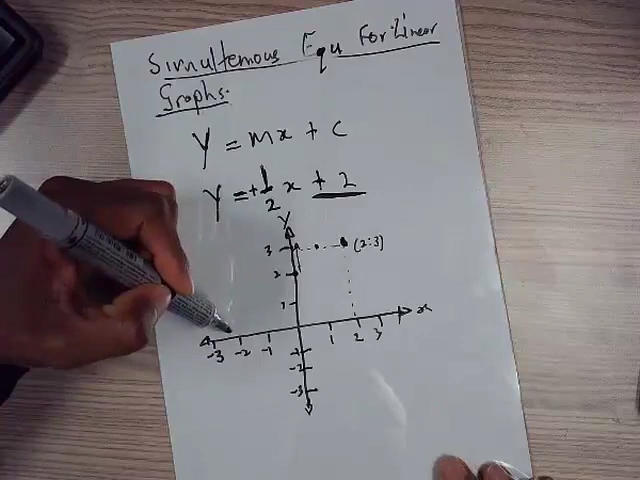 Simultemous Equ For Linear
Graphs.
Y = mx + c
Y = + 1/2 x + 2
y
3 (2:3)
2
1
x
-3 -2 -1 1 2 3
-1
-2
-3